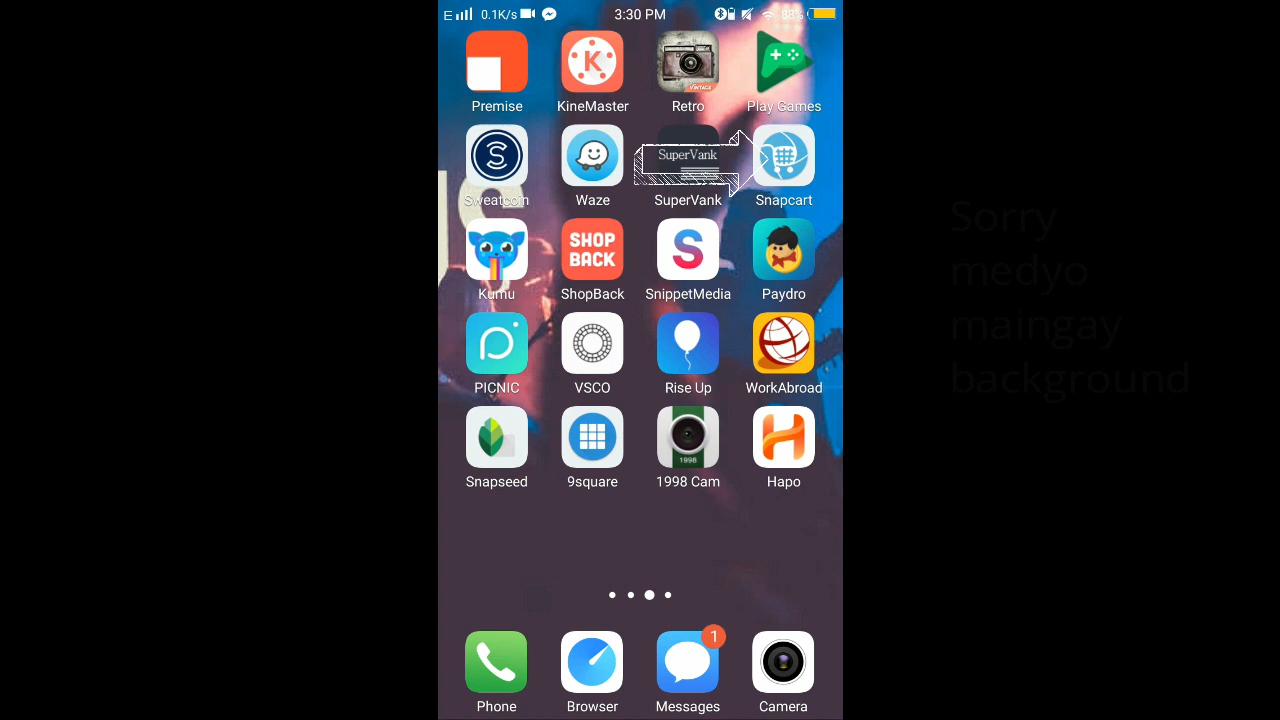 E 0.1K/s 3:30 PM 88%
K
VINTAGE
Premise KineMaster Retro Play Games
S SuperVank
Sweatcoin Waze SuperVank Snapcart
SHOP
BACK S
Kumu ShopBack SnippetMedia Paydro
PICNIC VSCO Rise Up WorkAbroad
1998
Snapseed 9square 1998 Cam Hapo
1
Phone Browser Messages Camera
Sorry
medyo
maingay
background